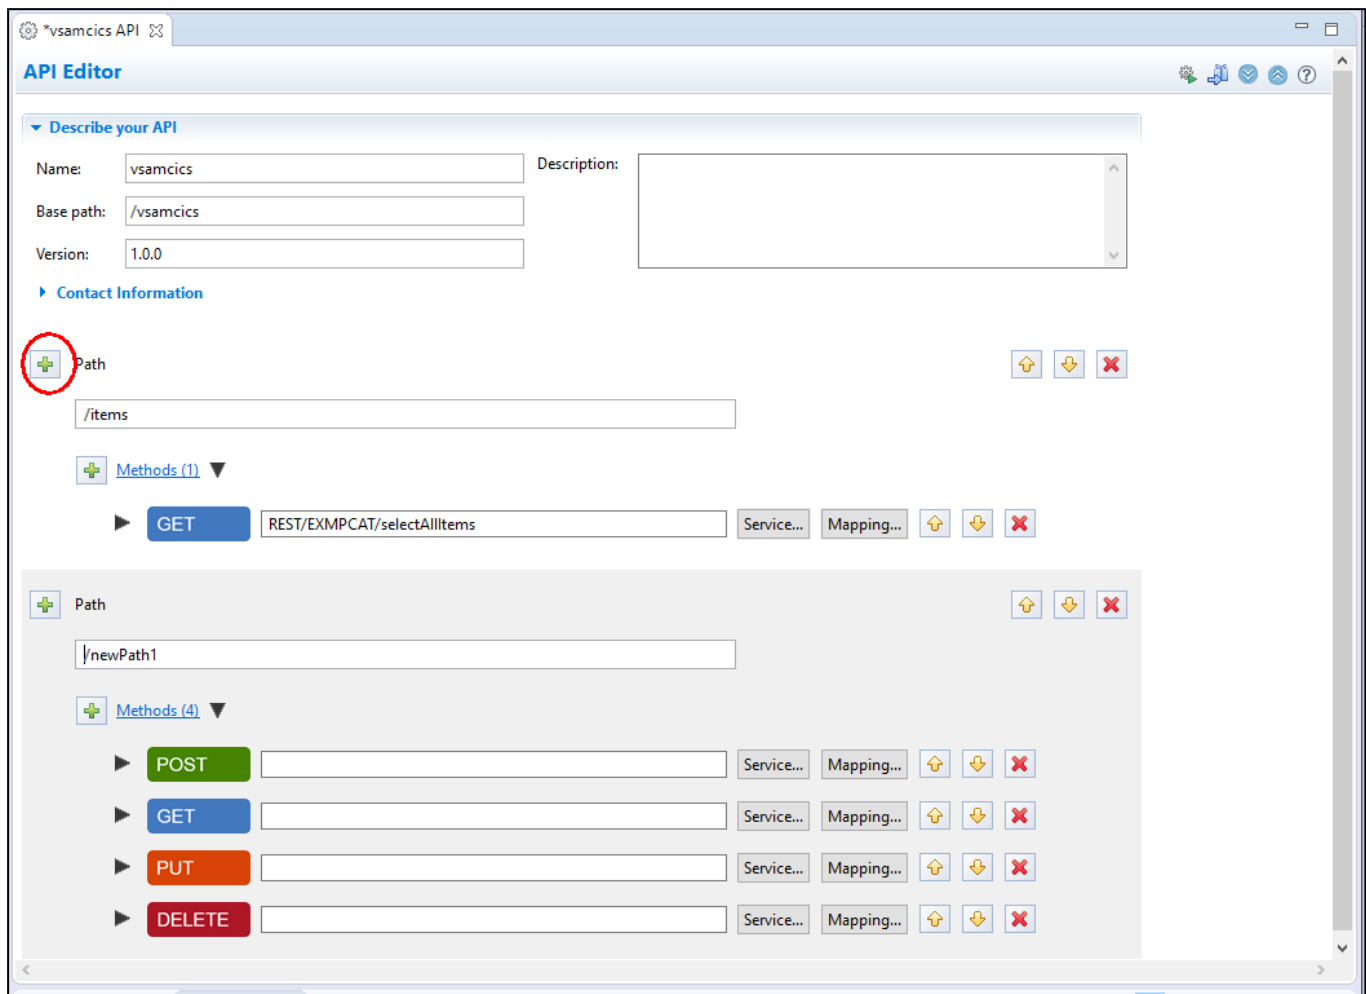 *vsamcics API
API Editor
Describe your API
Name: vsamcics Description:
Base path: /vsamcics
Version: 1.0.0
Contact Information
Path
/items
Methods (1)
GET REST/EXMPCAT/selectAllItems Service... Mapping...
Path
/newPath1
Methods (4)
POST Service... Mapping...
GET Service... Mapping...
PUT Service... Mapping...
DELETE Service... Mapping...